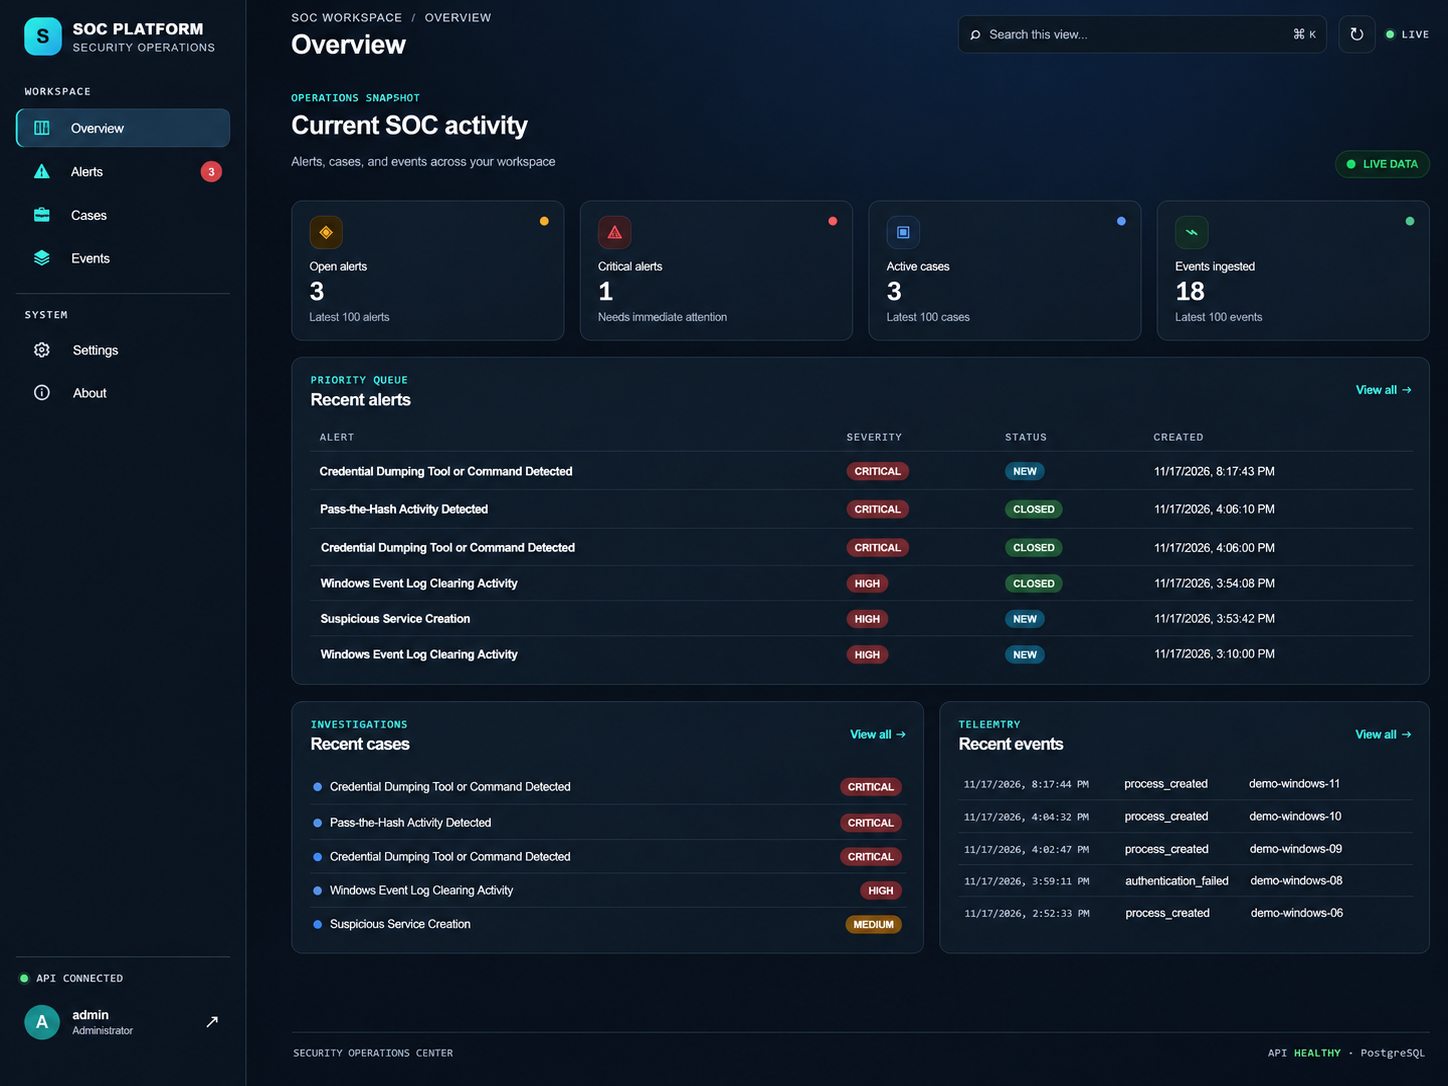 S
SOC PLATFORM
SECURITY OPERATIONS
WORKSPACE
Overview
Alerts 3
Cases
Events
SYSTEM
Settings
About
API CONNECTED
A
admin
Administrator
SOC WORKSPACE / OVERVIEW
Overview
Search this view... ⌘ K
LIVE
OPERATIONS SNAPSHOT
Current SOC activity
Alerts, cases, and events across your workspace
LIVE DATA
Open alerts
3
Latest 100 alerts
Critical alerts
1
Needs immediate attention
Active cases
3
Latest 100 cases
Events ingested
18
Latest 100 events
PRIORITY QUEUE
Recent alerts
View all →
ALERT SEVERITY STATUS CREATED
Credential Dumping Tool or Command Detected CRITICAL NEW 11/17/2026, 8:17:43 PM
Pass-the-Hash Activity Detected CRITICAL CLOSED 11/17/2026, 4:06:10 PM
Credential Dumping Tool or Command Detected CRITICAL CLOSED 11/17/2026, 4:06:00 PM
Windows Event Log Clearing Activity HIGH CLOSED 11/17/2026, 3:54:08 PM
Suspicious Service Creation HIGH NEW 11/17/2026, 3:53:42 PM
Windows Event Log Clearing Activity HIGH NEW 11/17/2026, 3:10:00 PM
INVESTIGATIONS
Recent cases
View all →
Credential Dumping Tool or Command Detected CRITICAL
Pass-the-Hash Activity Detected CRITICAL
Credential Dumping Tool or Command Detected CRITICAL
Windows Event Log Clearing Activity HIGH
Suspicious Service Creation MEDIUM
TELEEMTRY
Recent events
View all →
11/17/2026, 8:17:44 PM process_created demo-windows-11
11/17/2026, 4:04:32 PM process_created demo-windows-10
11/17/2026, 4:02:47 PM process_created demo-windows-09
11/17/2026, 3:59:11 PM authentication_failed demo-windows-08
11/17/2026, 2:52:33 PM process_created demo-windows-06
SECURITY OPERATIONS CENTER
API HEALTHY · PostgreSQL